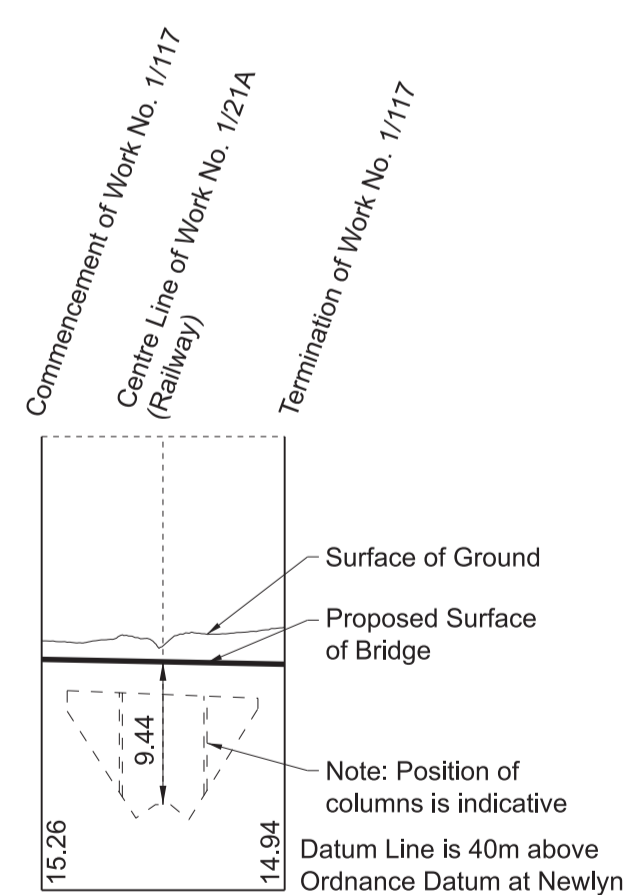 Commencement of Work No. 1/117
Centre Line of Work No. 1/21A
(Railway)
Termination of Work No. 1/117
Surface of Ground
Proposed Surface
of Bridge
9.44
Note: Position of
columns is indicative
15.26
14.94
Datum Line is 40m above
Ordnance Datum at Newlyn